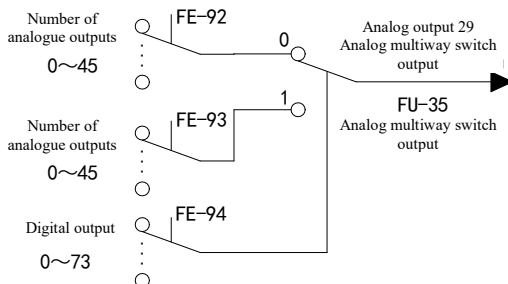 Number of
analogue outputs
0～45
FE-92
0
Analog output 29
Analog multiway switch
output
FU-35
Analog multiway switch
output
1
Number of
analogue outputs
0～45
FE-93
Digital output
0～73
FE-94